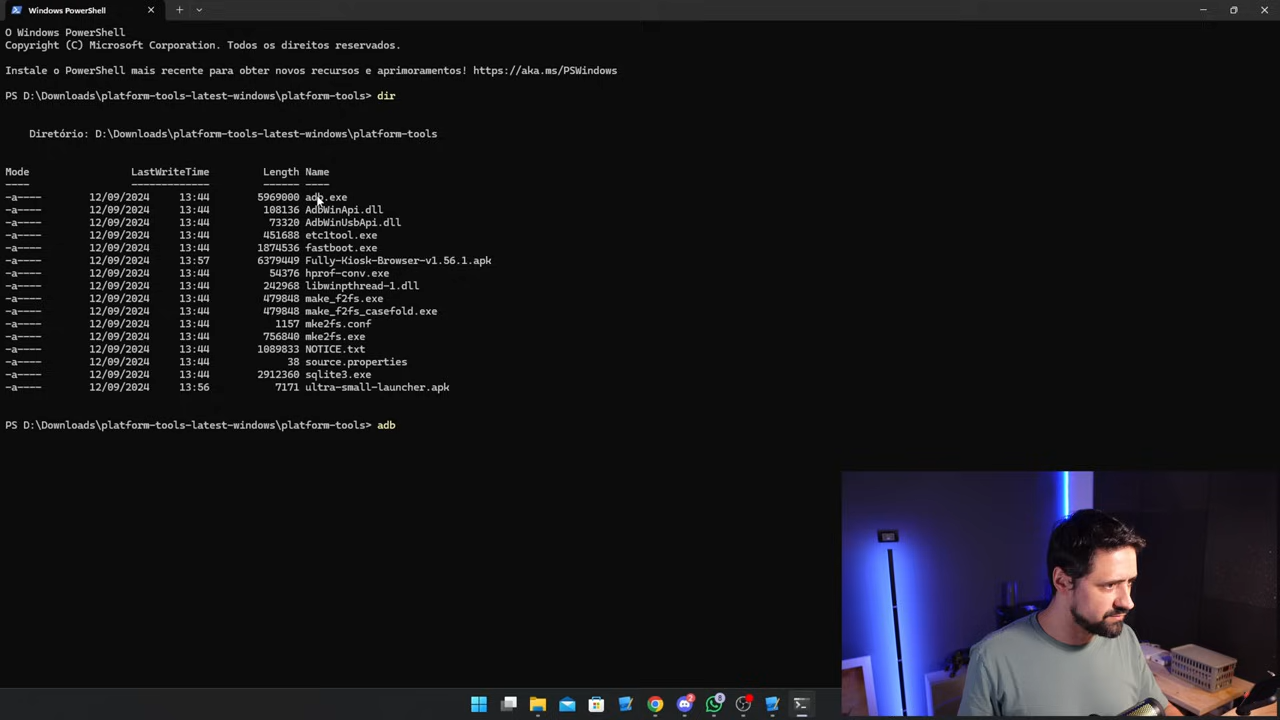 Windows PowerShell
O Windows PowerShell
Copyright (C) Microsoft Corporation. Todos os direitos reservados.
Instale o PowerShell mais recente para obter novos recursos e aprimoramentos! https://aka.ms/PSWindows
PS D:\Downloads\platform-tools-latest-windows\platform-tools> dir
Diretório: D:\Downloads\platform-tools-latest-windows\platform-tools
Mode LastWriteTime Length Name
---- ------------- ------ ----
-a---- 12/09/2024 13:44 5969000 adb.exe
-a---- 12/09/2024 13:44 108136 AdbWinApi.dll
-a---- 12/09/2024 13:44 73320 AdbWinUsbApi.dll
-a---- 12/09/2024 13:44 451688 etc1tool.exe
-a---- 12/09/2024 13:44 1874536 fastboot.exe
-a---- 12/09/2024 13:57 6379449 Fully-Kiosk-Browser-v1.56.1.apk
-a---- 12/09/2024 13:44 54376 hprof-conv.exe
-a---- 12/09/2024 13:44 242968 libwinpthread-1.dll
-a---- 12/09/2024 13:44 479848 make_f2fs.exe
-a---- 12/09/2024 13:44 479848 make_f2fs_casefold.exe
-a---- 12/09/2024 13:44 1157 mke2fs.conf
-a---- 12/09/2024 13:44 756840 mke2fs.exe
-a---- 12/09/2024 13:44 1089833 NOTICE.txt
-a---- 12/09/2024 13:44 38 source.properties
-a---- 12/09/2024 13:44 2912360 sqlite3.exe
-a---- 12/09/2024 13:56 7171 ultra-small-launcher.apk
PS D:\Downloads\platform-tools-latest-windows\platform-tools> adb